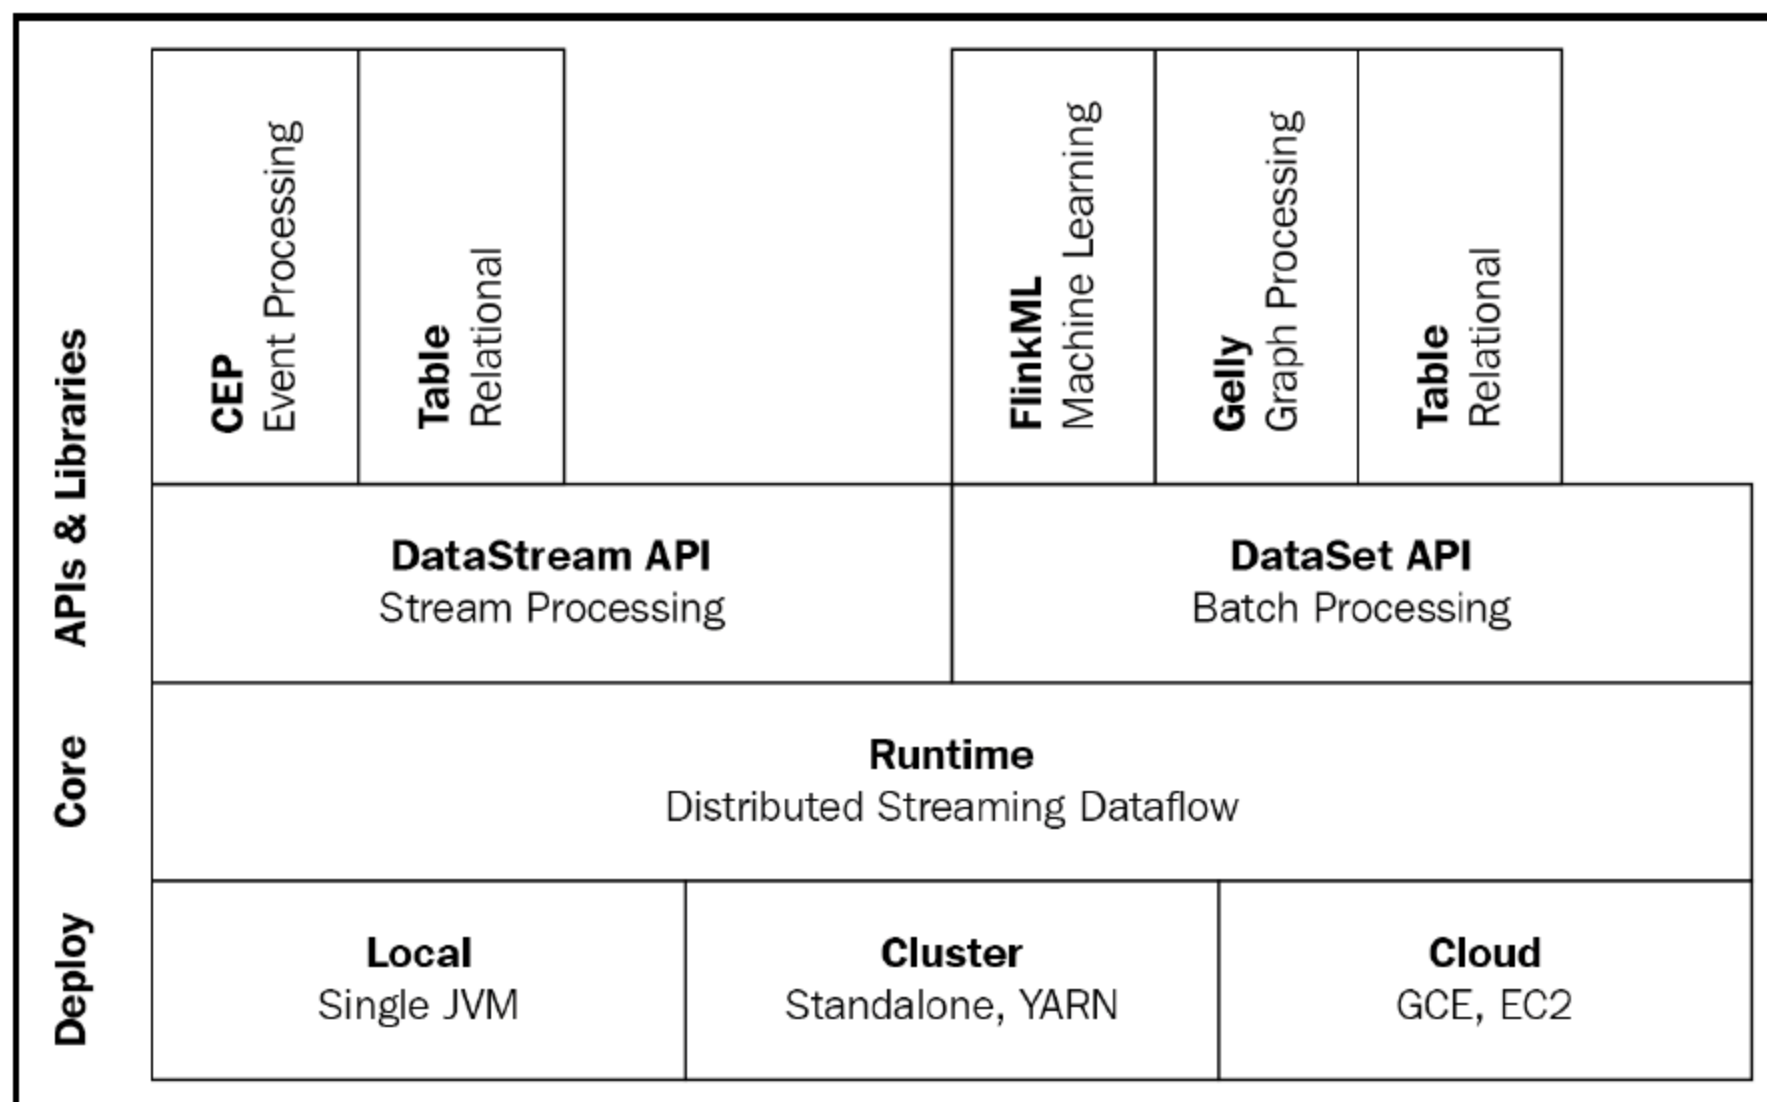 APIs & Libraries
CEP
Event Processing
Table
Relational
FlinkML
Machine Learning
Gelly
Graph Processing
Table
Relational
DataStream API
Stream Processing
DataSet API
Batch Processing
Core
Runtime
Distributed Streaming Dataflow
Deploy
Local
Single JVM
Cluster
Standalone, YARN
Cloud
GCE, EC2